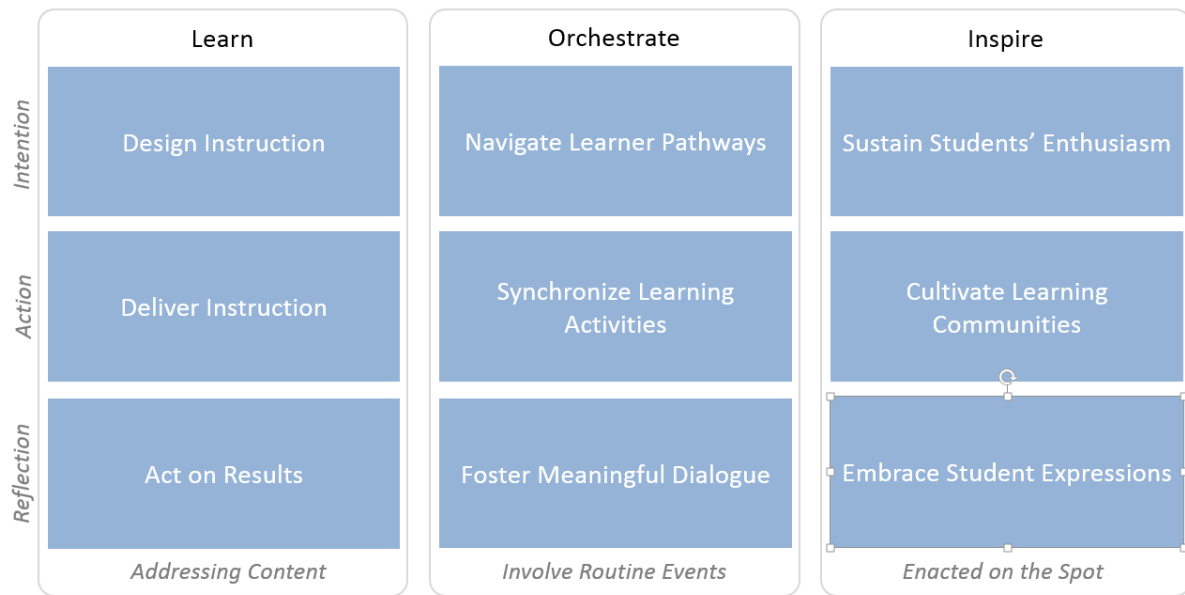 Learn
Orchestrate
Inspire
Intention
Design Instruction
Navigate Learner Pathways
Sustain Students’ Enthusiasm
Action
Deliver Instruction
Synchronize Learning
Activities
Cultivate Learning
Communities
Reflection
Act on Results
Foster Meaningful Dialogue
Embrace Student Expressions
Addressing Content
Involve Routine Events
Enacted on the Spot